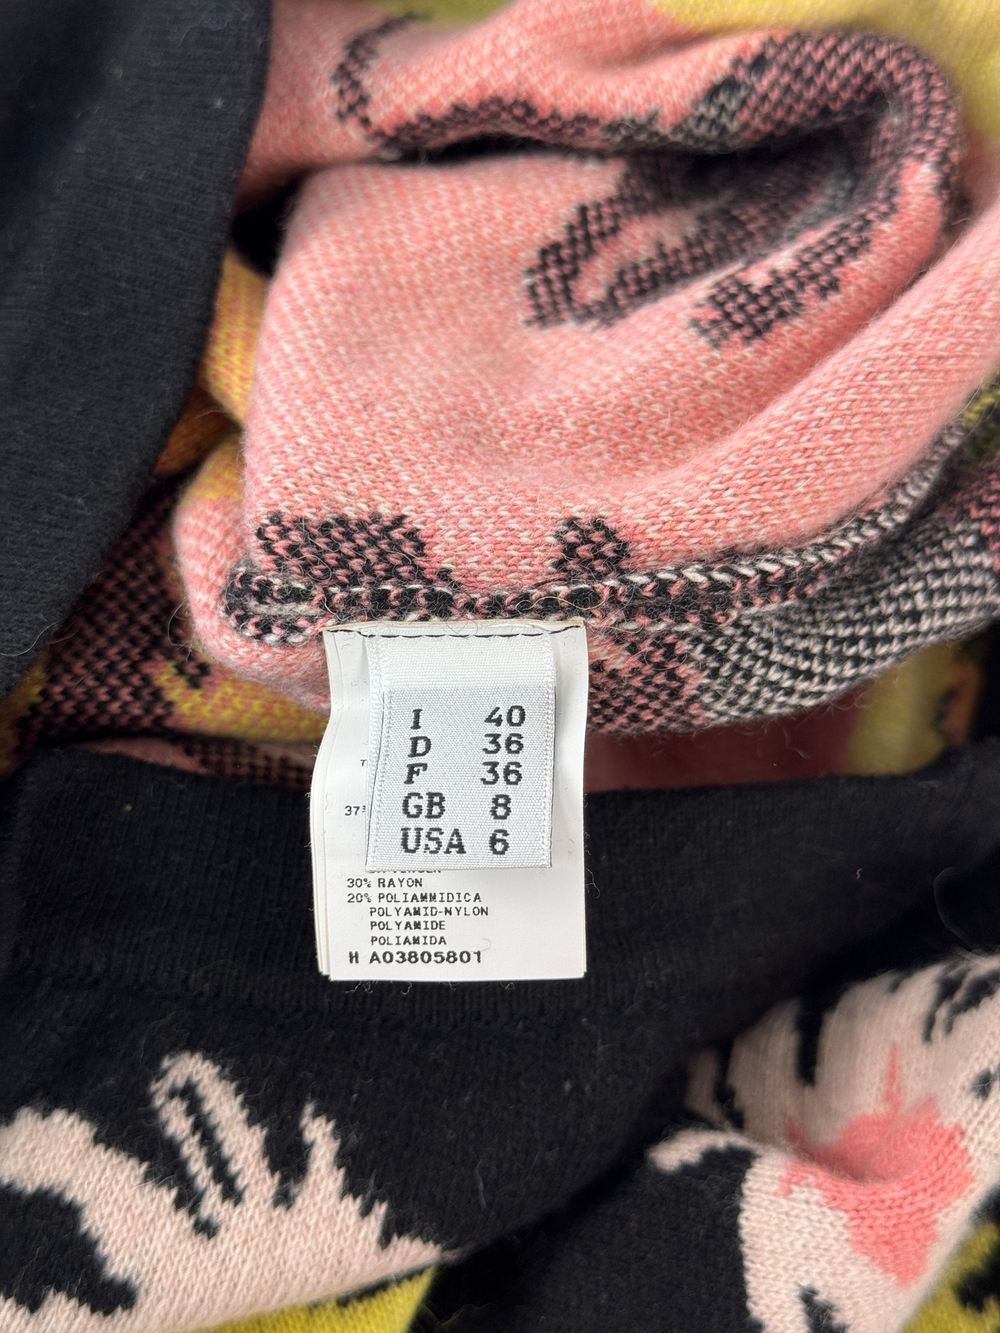 I 40
D 36
F 36
GB 8
USA 6
30% RAYON
20% POLIAMMIDICA
POLYAMID-NYLON
POLYAMIDE
POLIAMIDA
H A03805801